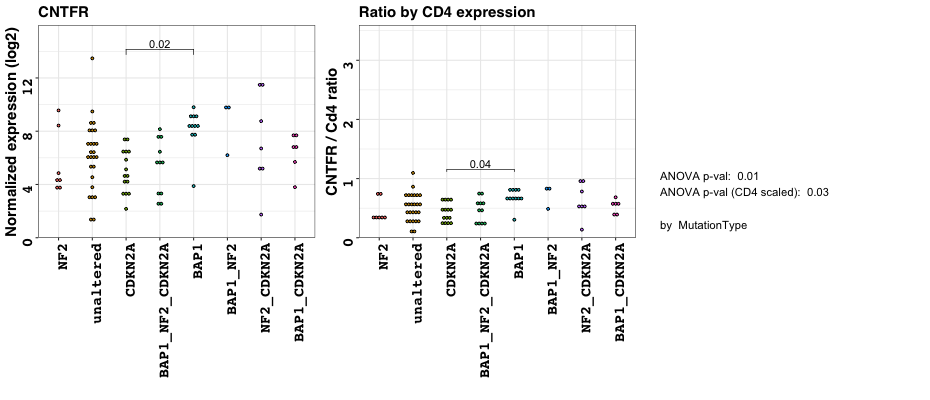 CNTFR
Normalized expression (log2)
0
4
8
12
0.02
NF2
unaltered
CDKN2A
BAP1_NF2_CDKN2A
BAP1
BAP1_NF2
NF2_CDKN2A
BAP1_CDKN2A
Ratio by CD4 expression
CNTFR / Cd4 ratio
0
1
2
3
0.04
NF2
unaltered
CDKN2A
BAP1_NF2_CDKN2A
BAP1
BAP1_NF2
NF2_CDKN2A
BAP1_CDKN2A
ANOVA p-val: 0.01
ANOVA p-val (CD4 scaled): 0.03
by MutationType